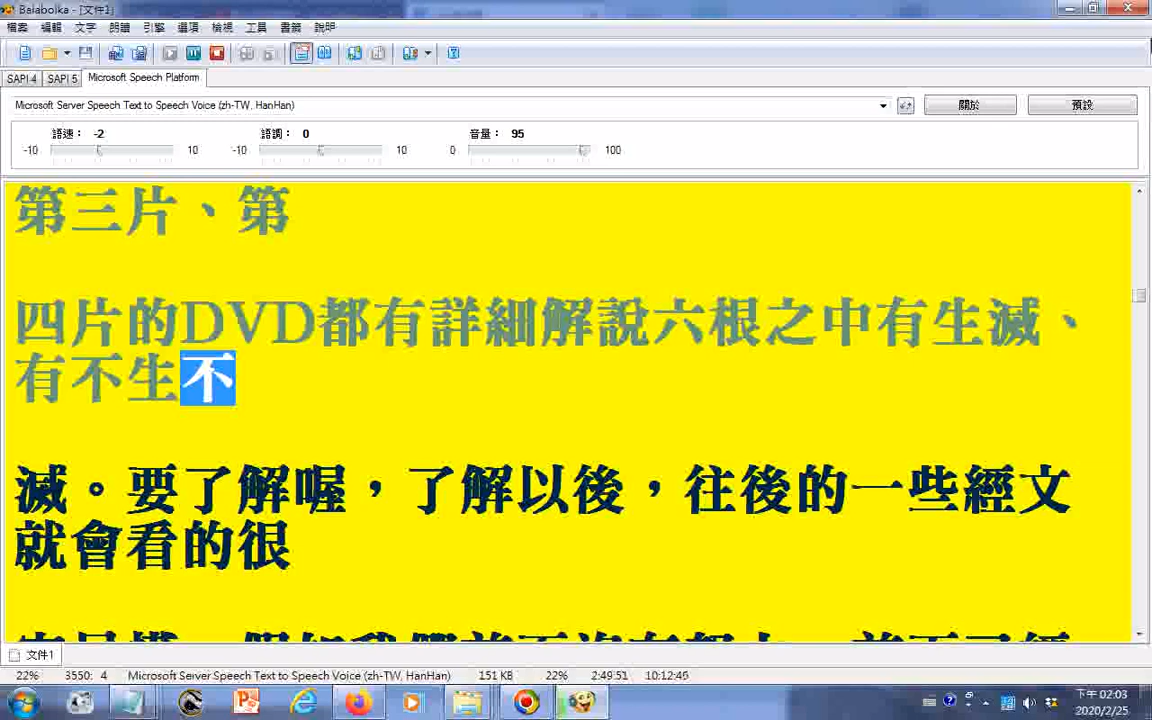 Balabolka - [文件1]
檔案 編輯 文字 朗讀 引擎 選項 檢視 工具 書籤 說明
SAPI 4 SAPI 5 Microsoft Speech Platform
Microsoft Server Speech Text to Speech Voice (zh-TW, HanHan) 關於 預設
語速： -2 語調： 0 音量： 95
-10 10 -10 10 0 100
第三片、第
四片的DVD都有詳細解說六根之中有生滅、
有不生不
滅。要了解喔，了解以後，往後的一些經文
就會看的很
文件1
22% 3550: 4 Microsoft Server Speech Text to Speech Voice (zh-TW, HanHan) 151 KB 22% 2:49:51 10:12:45
下午 02:03
2020/2/25